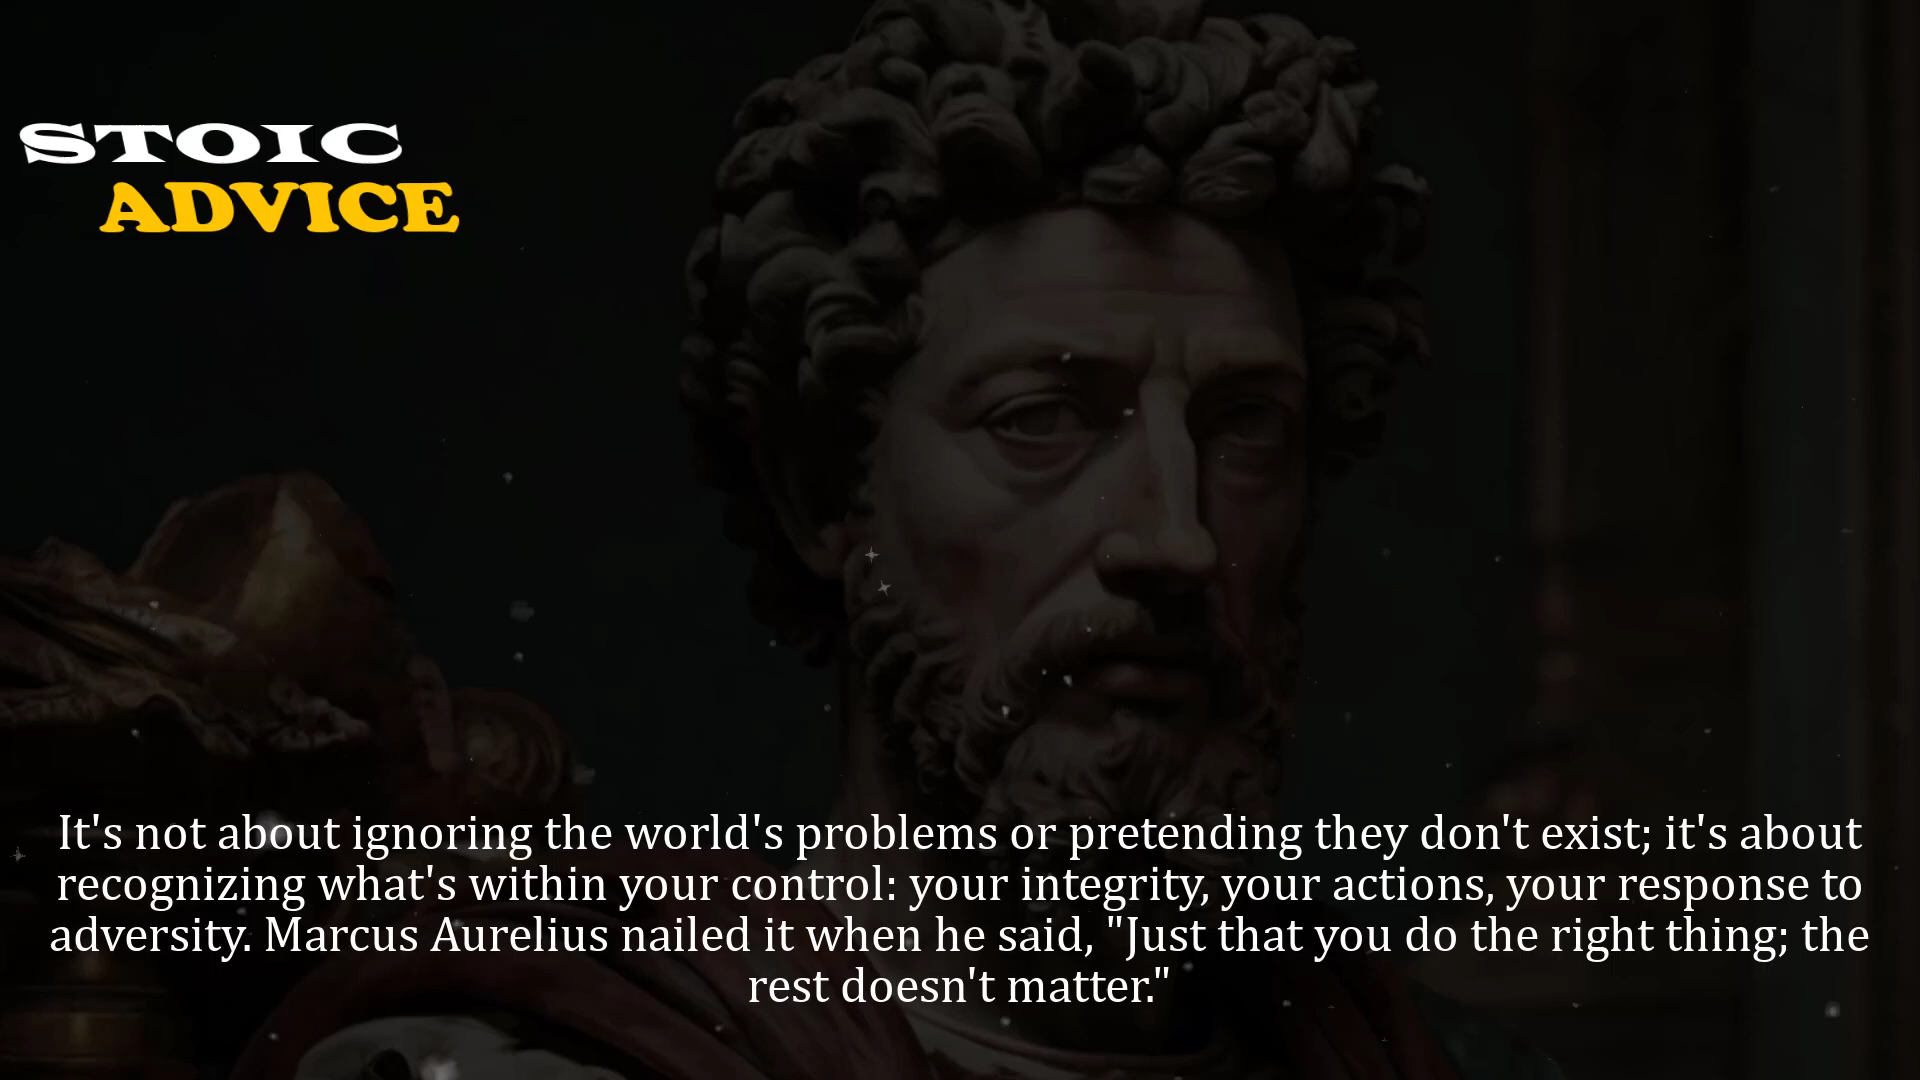 STOIC
ADVICE
It's not about ignoring the world's problems or pretending they don't exist; it's about
recognizing what's within your control: your integrity, your actions, your response to
adversity. Marcus Aurelius nailed it when he said, "Just that you do the right thing; the
rest doesn't matter."